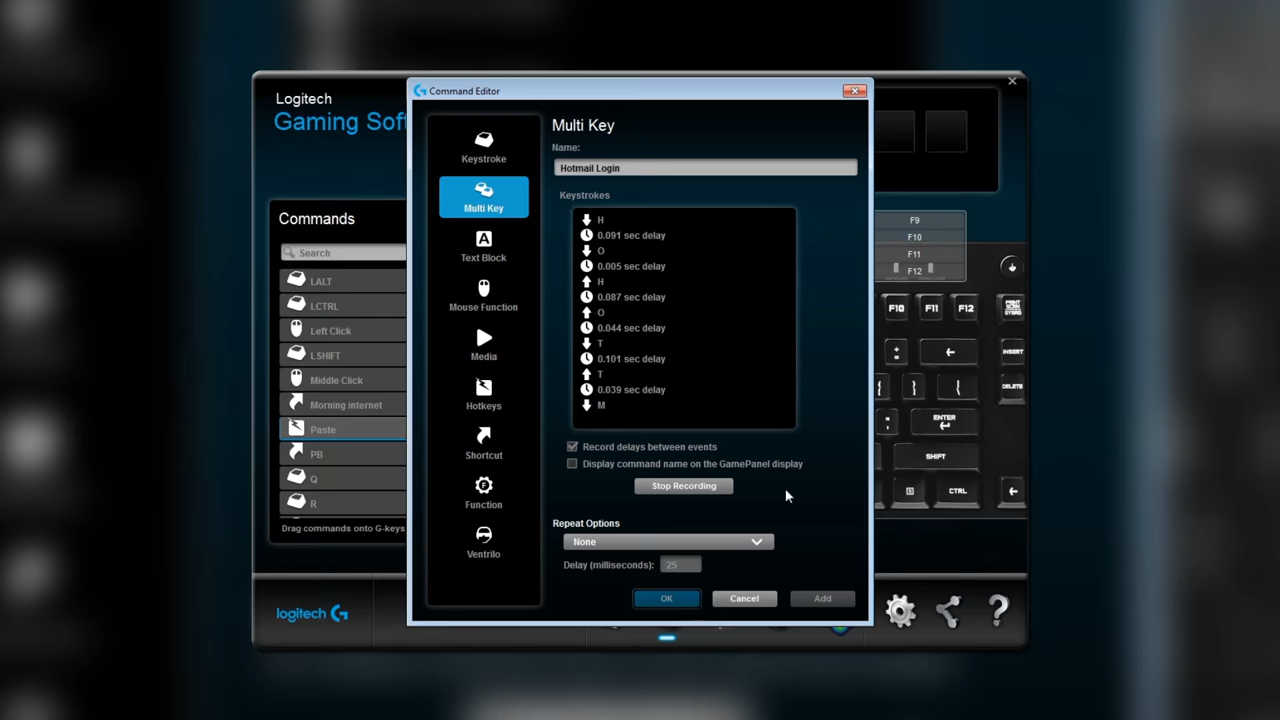 Command Editor
Logitech
Gaming Soft
Commands
Search
LALT
LCTRL
Left Click
LSHIFT
Middle Click
Morning internet
Paste
PB
Q
R
Drag commands onto G-keys
logitech G
Keystroke
Multi Key
Text Block
Mouse Function
Media
Hotkeys
Shortcut
Function
Ventrilo
Multi Key
Name:
Hotmail Login
Keystrokes
H
0.091 sec delay
O
0.005 sec delay
H
0.087 sec delay
O
0.044 sec delay
T
0.101 sec delay
T
0.039 sec delay
M
Record delays between events
Display command name on the GamePanel display
Stop Recording
Repeat Options
None
Delay (milliseconds): 25
OK
Cancel
Add
F9
F10
F11
F12
F10 F11 F12
PRINT SCRN SYSRQ
INSERT
DELETE
ENTER
SHIFT
CTRL